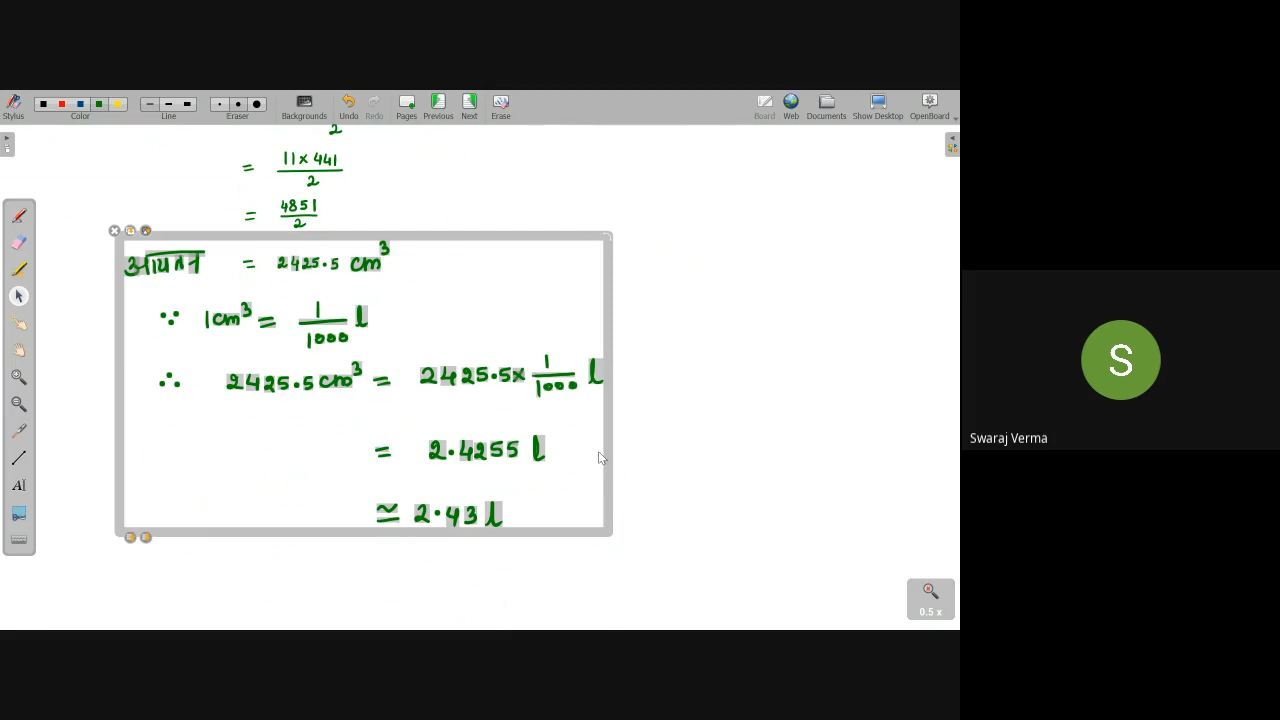 Stylus Color Line Eraser Backgrounds Undo Redo Pages Previous Next Erase Board Web Documents Show Desktop OpenBoard
2
= 11 × 441 / 2
= 4851 / 2
आयतन = 2425.5 cm³
∵ 1cm³ = 1/1000 l
∴ 2425.5 cm³ = 2425.5 × 1/1000 l
= 2.4255 l
≅ 2.43 l
0.5 x
S
Swaraj Verma